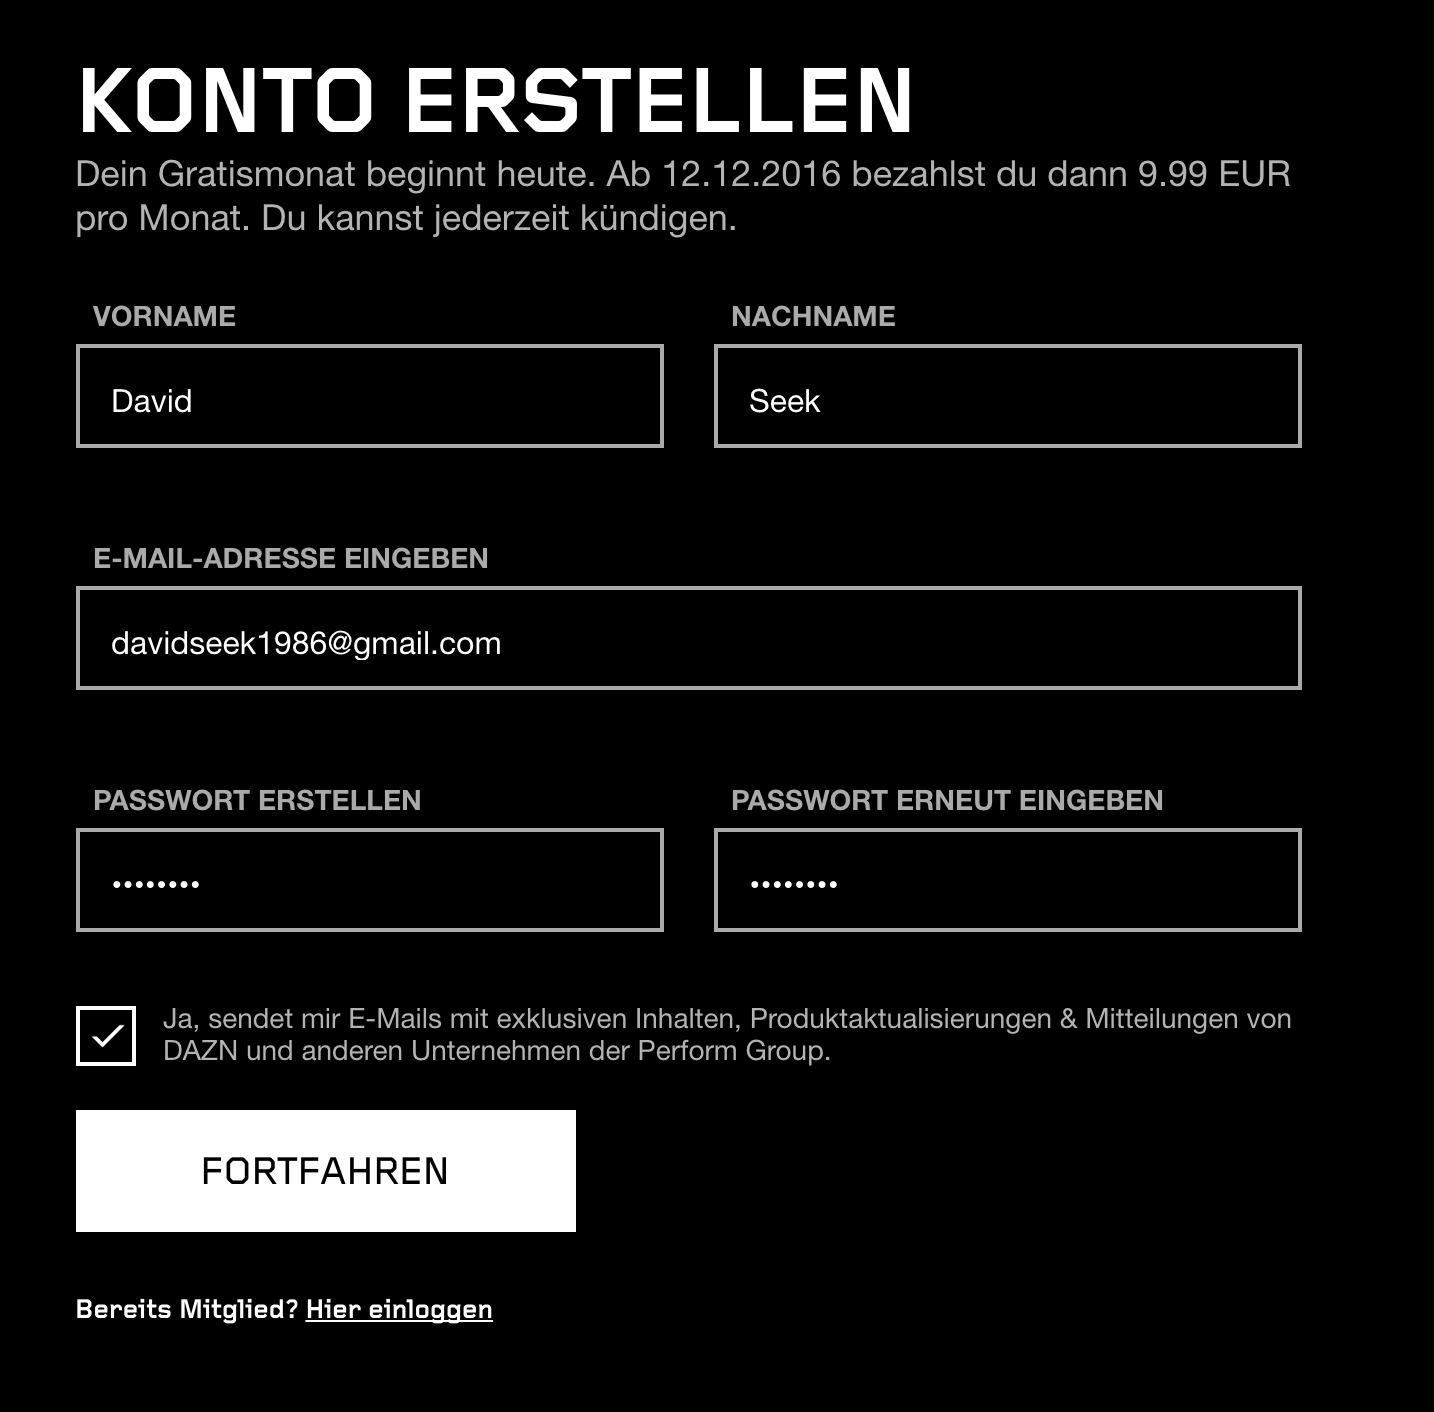 KONTO ERSTELLEN
Dein Gratismonat beginnt heute. Ab 12.12.2016 bezahlst du dann 9.99 EUR
pro Monat. Du kannst jederzeit kündigen.
VORNAME
NACHNAME
David
Seek
E-MAIL-ADRESSE EINGEBEN
davidseek1986@gmail.com
PASSWORT ERSTELLEN
PASSWORT ERNEUT EINGEBEN
••••••••
••••••••
Ja, sendet mir E-Mails mit exklusiven Inhalten, Produktaktualisierungen & Mitteilungen von
DAZN und anderen Unternehmen der Perform Group.
FORTFAHREN
Bereits Mitglied? Hier einloggen